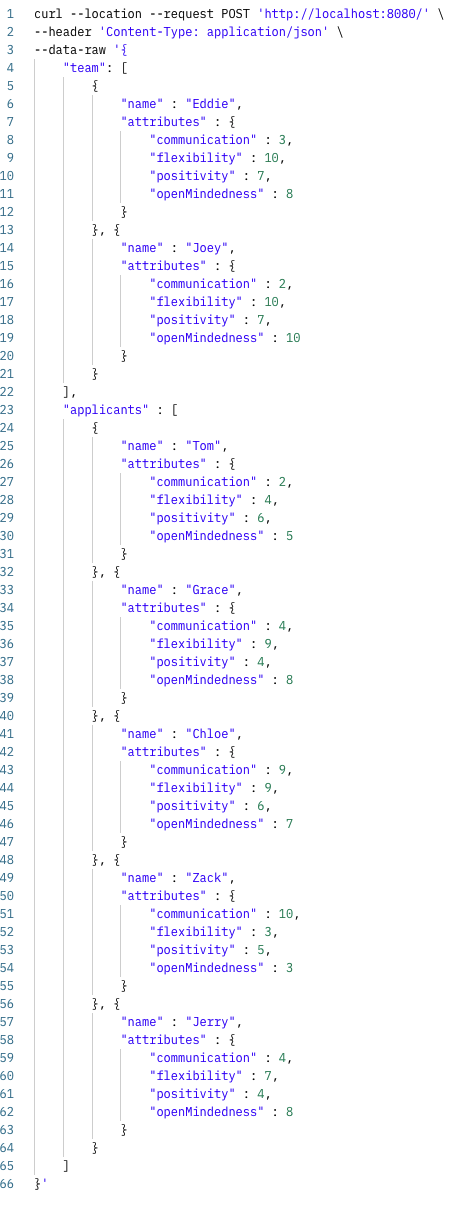 1 curl --location --request POST 'http://localhost:8080/' \
2 --header 'Content-Type: application/json' \
3 --data-raw '{
4     "team": [
5         {
6             "name" : "Eddie",
7             "attributes" : {
8                 "communication" : 3,
9                 "flexibility" : 10,
10                 "positivity" : 7,
11                 "openMindedness" : 8
12             }
13         }, {
14             "name" : "Joey",
15             "attributes" : {
16                 "communication" : 2,
17                 "flexibility" : 10,
18                 "positivity" : 7,
19                 "openMindedness" : 10
20             }
21         }
22     ],
23     "applicants" : [
24         {
25             "name" : "Tom",
26             "attributes" : {
27                 "communication" : 2,
28                 "flexibility" : 4,
29                 "positivity" : 6,
30                 "openMindedness" : 5
31             }
32         }, {
33             "name" : "Grace",
34             "attributes" : {
35                 "communication" : 4,
36                 "flexibility" : 9,
37                 "positivity" : 4,
38                 "openMindedness" : 8
39             }
40         }, {
41             "name" : "Chloe",
42             "attributes" : {
43                 "communication" : 9,
44                 "flexibility" : 9,
45                 "positivity" : 6,
46                 "openMindedness" : 7
47             }
48         }, {
49             "name" : "Zack",
50             "attributes" : {
51                 "communication" : 10,
52                 "flexibility" : 3,
53                 "positivity" : 5,
54                 "openMindedness" : 3
55             }
56         }, {
57             "name" : "Jerry",
58             "attributes" : {
59                 "communication" : 4,
60                 "flexibility" : 7,
61                 "positivity" : 4,
62                 "openMindedness" : 8
63             }
64         }
65     ]
66 }'